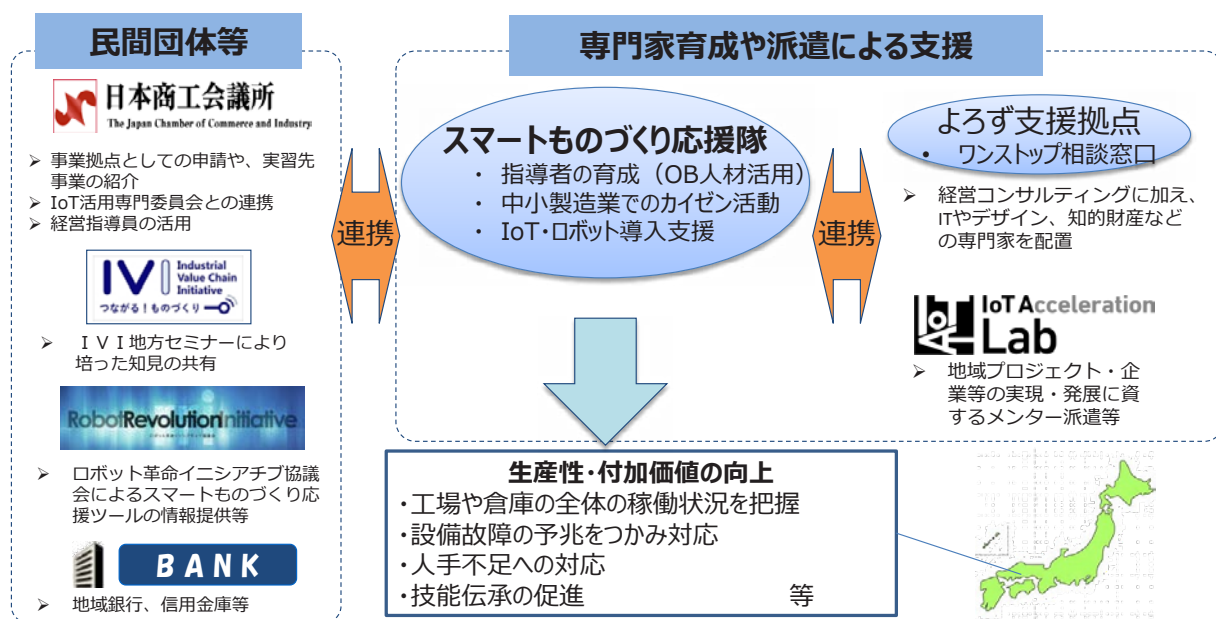 民間団体等
日本商工会議所
The Japan Chamber of Commerce and Industry
➢ 事業拠点としての申請や、実習先
事業の紹介
➢ IoT活用専門委員会との連携
➢ 経営指導員の活用
IVI Industrial
Value Chain
Initiative
つながる!ものづくり
➢ ＩＶＩ地方セミナーにより
培った知見の共有
RobotRevolutionInitiative
➢ ロボット革命イニシアチブ協議
会によるスマートものづくり応
援ツールの情報提供等
BANK
➢ 地域銀行、信用金庫等
連携
専門家育成や派遣による支援
スマートものづくり応援隊
・ 指導者の育成（OB人材活用）
・ 中小製造業でのカイゼン活動
・ IoT・ロボット導入支援
連携
よろず支援拠点
• ワンストップ相談窓口
➢ 経営コンサルティングに加え、
ITやデザイン、知的財産など
の専門家を配置
IoT Acceleration
Lab
➢ 地域プロジェクト・企
業等の実現・発展に資
するメンター派遣等
生産性・付加価値の向上
・工場や倉庫の全体の稼働状況を把握
・設備故障の予兆をつかみ対応
・人手不足への対応
・技能伝承の促進 等